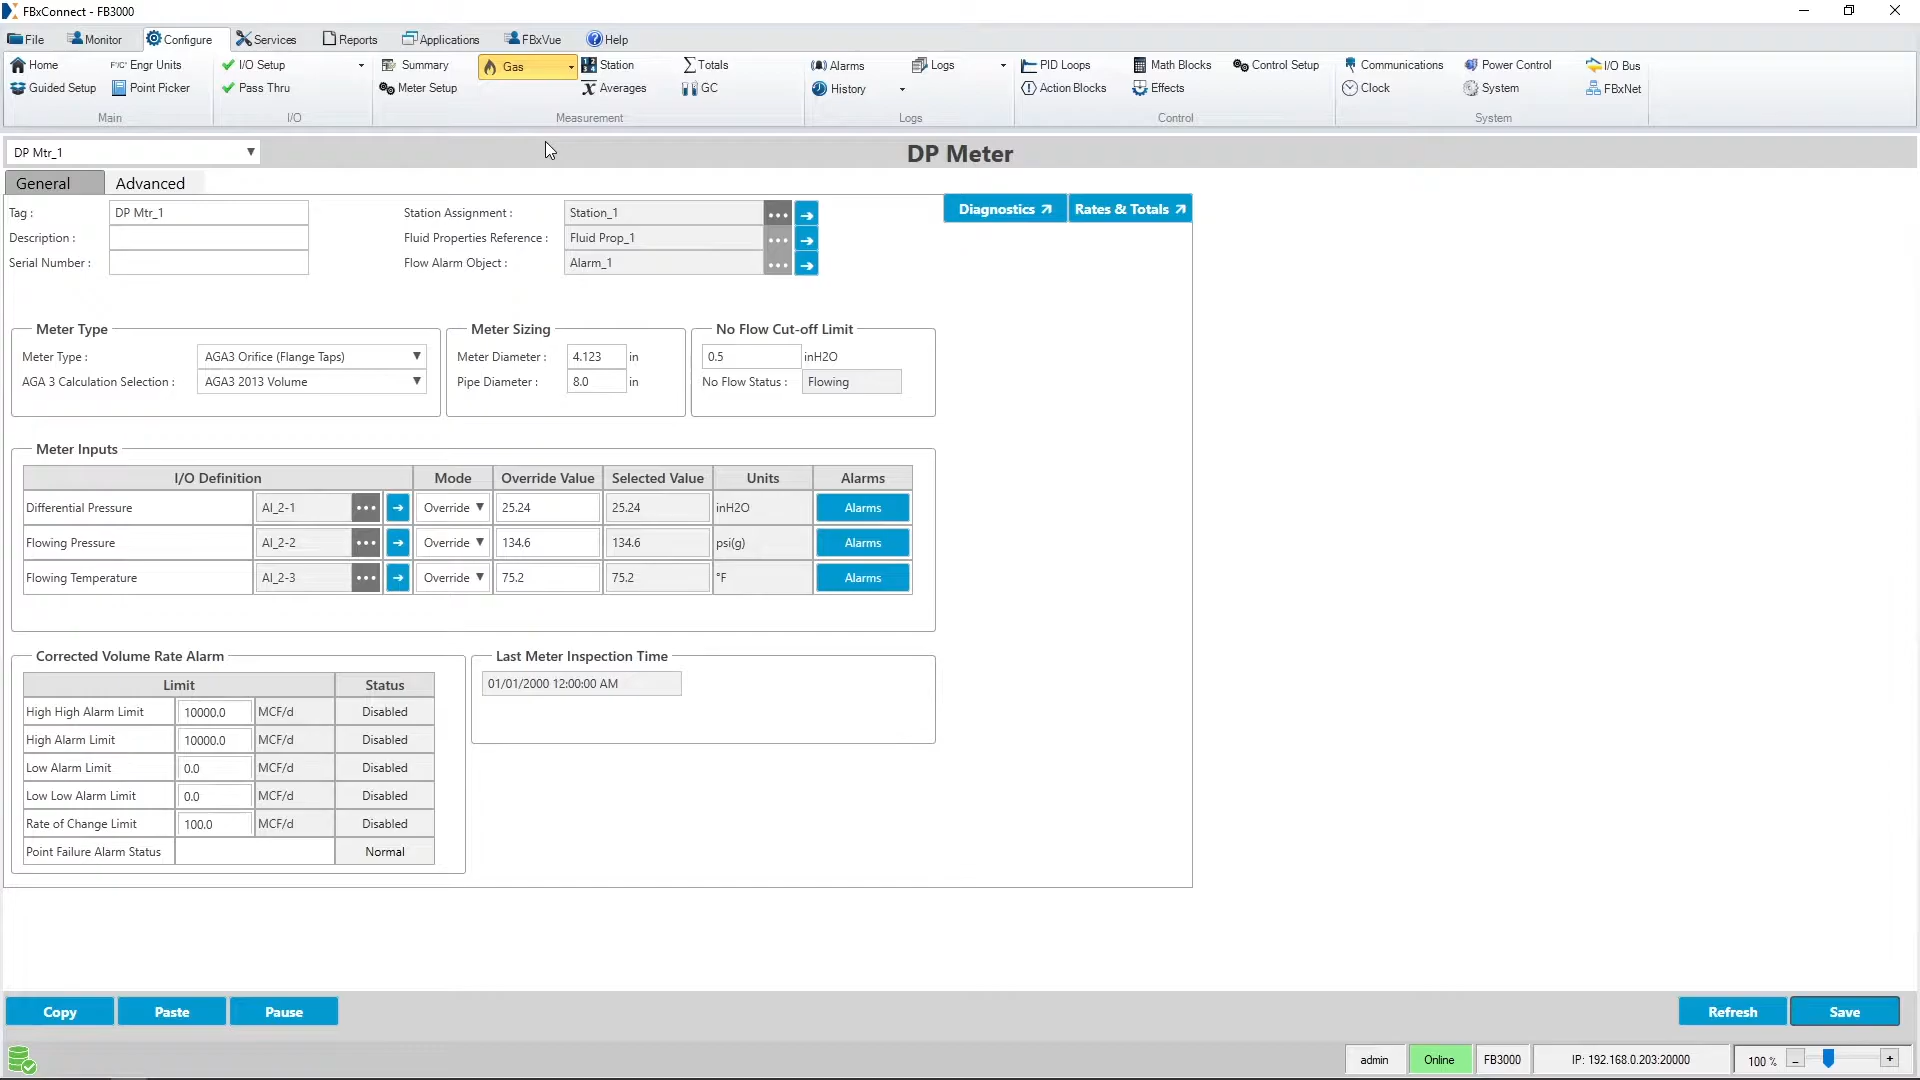 FBxConnect - FB3000
File Monitor Configure Services Reports Applications FBxVue Help
Home Engr Units I/O Setup Summary Gas Station Totals Alarms Logs PID Loops Math Blocks Control Setup Communications Power Control I/O Bus
Guided Setup Point Picker Pass Thru Meter Setup Averages GC History Action Blocks Effects Clock System FBxNet
Main I/O Measurement Logs Control System
DP Mtr_1 DP Meter
General Advanced
Tag : DP Mtr_1 Station Assignment : Station_1 ••• Diagnostics Rates & Totals
Description : Fluid Properties Reference : Fluid Prop_1 •••
Serial Number : Flow Alarm Object : Alarm_1 •••
Meter Type Meter Sizing No Flow Cut-off Limit
Meter Type : AGA3 Orifice (Flange Taps) Meter Diameter : 4.123 in 0.5 inH2O
AGA 3 Calculation Selection : AGA3 2013 Volume Pipe Diameter : 8.0 in No Flow Status : Flowing
Meter Inputs
I/O Definition Mode Override Value Selected Value Units Alarms
Differential Pressure AI_2-1 ••• Override 25.24 25.24 inH2O Alarms
Flowing Pressure AI_2-2 ••• Override 134.6 134.6 psi(g) Alarms
Flowing Temperature AI_2-3 ••• Override 75.2 75.2 °F Alarms
Corrected Volume Rate Alarm Last Meter Inspection Time
Limit Status 01/01/2000 12:00:00 AM
High High Alarm Limit 10000.0 MCF/d Disabled
High Alarm Limit 10000.0 MCF/d Disabled
Low Alarm Limit 0.0 MCF/d Disabled
Low Low Alarm Limit 0.0 MCF/d Disabled
Rate of Change Limit 100.0 MCF/d Disabled
Point Failure Alarm Status Normal
Copy Paste Pause Refresh Save
admin Online FB3000 IP: 192.168.0.203:20000 100 % - +